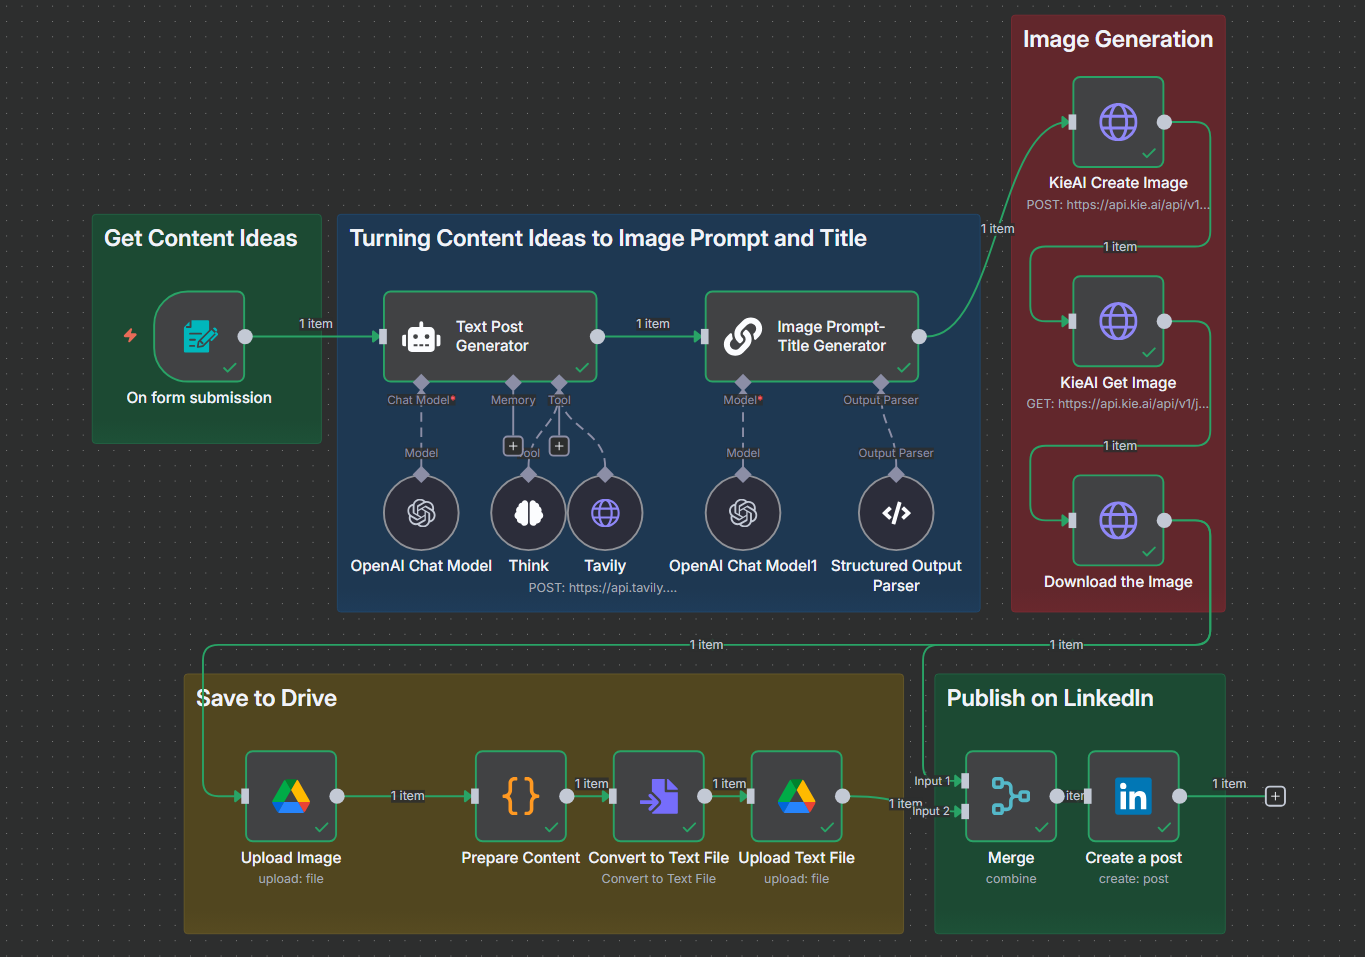 Image Generation
KieAI Create Image
POST: https://api.kie.ai/api/v1...
1 item
KieAI Get Image
GET: https://api.kie.ai/api/v1/j...
1 item
Download the Image
Get Content Ideas
On form submission
1 item
Turning Content Ideas to Image Prompt and Title
Text Post
Generator
Chat Model*
Memory
Tool
1 item
Image Prompt-
Title Generator
Model*
Output Parser
1 item
Model
ool
Model
Output Parser
OpenAI Chat Model
Think
Tavily
POST: https://api.tavily....
OpenAI Chat Model1
Structured Output
Parser
1 item
1 item
Save to Drive
Upload Image
upload: file
1 item
Prepare Content
1 item
Convert to Text File
Convert to Text File
1 item
Upload Text File
upload: file
1 item
Publish on LinkedIn
Input 1
Input 2
Merge
combine
iter
in
Create a post
create: post
1 item